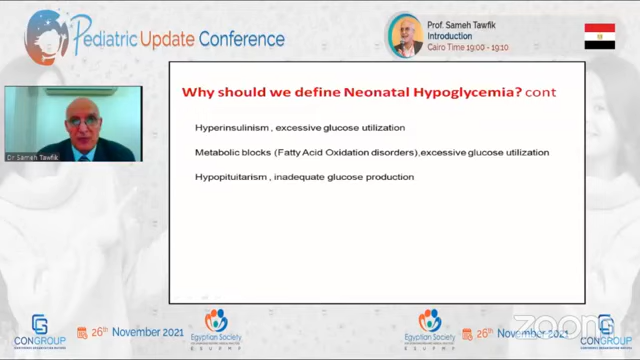 Pediatric Update Conference
Prof. Sameh Tawfik
Introduction
Cairo Time 19:00 - 19:10
Why should we define Neonatal Hypoglycemia? cont
Hyperinsulinism , excessive glucose utilization
Metabolic blocks (Fatty Acid Oxidation disorders),excessive glucose utilization
Hypopituitarism , inadequate glucose production
Dr Sameh Tawfik
CONGROUP
26th November 2021
Egyptian Society
Egyptian Society
26th November 2021
CONGROUP
zoom